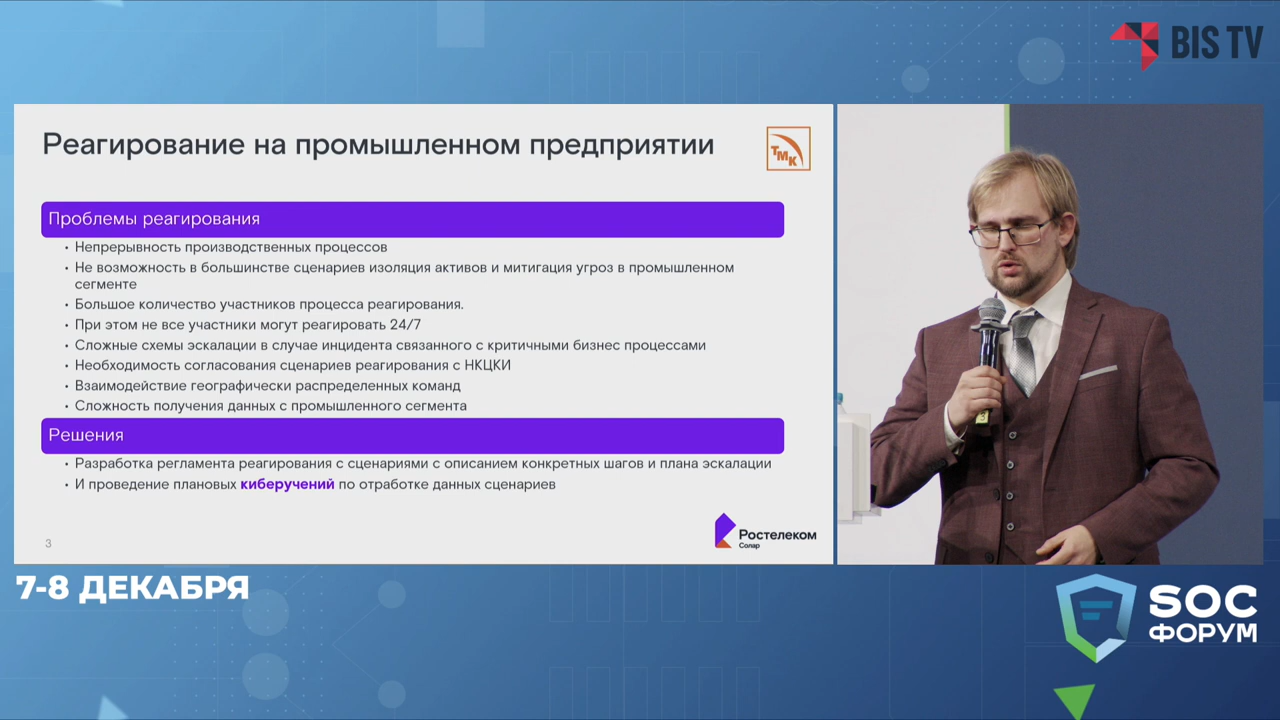 BIS TV
Реагирование на промышленном предприятии
ТМК
Проблемы реагирования
• Непрерывность производственных процессов
• Не возможность в большинстве сценариев изоляция активов и митигация угроз в промышленном
сегменте
• Большое количество участников процесса реагирования.
• При этом не все участники могут реагировать 24/7
• Сложные схемы эскалации в случае инцидента связанного с критичными бизнес процессами
• Необходимость согласования сценариев реагирования с НКЦКИ
• Взаимодействие географически распределенных команд
• Сложность получения данных с промышленного сегмента
Решения
• Разработка регламента реагирования с сценариями с описанием конкретных шагов и плана эскалации
• И проведение плановых киберучений по отработке данных сценариев
3
Ростелеком
Солар
7-8 ДЕКАБРЯ
SOC
ФОРУМ